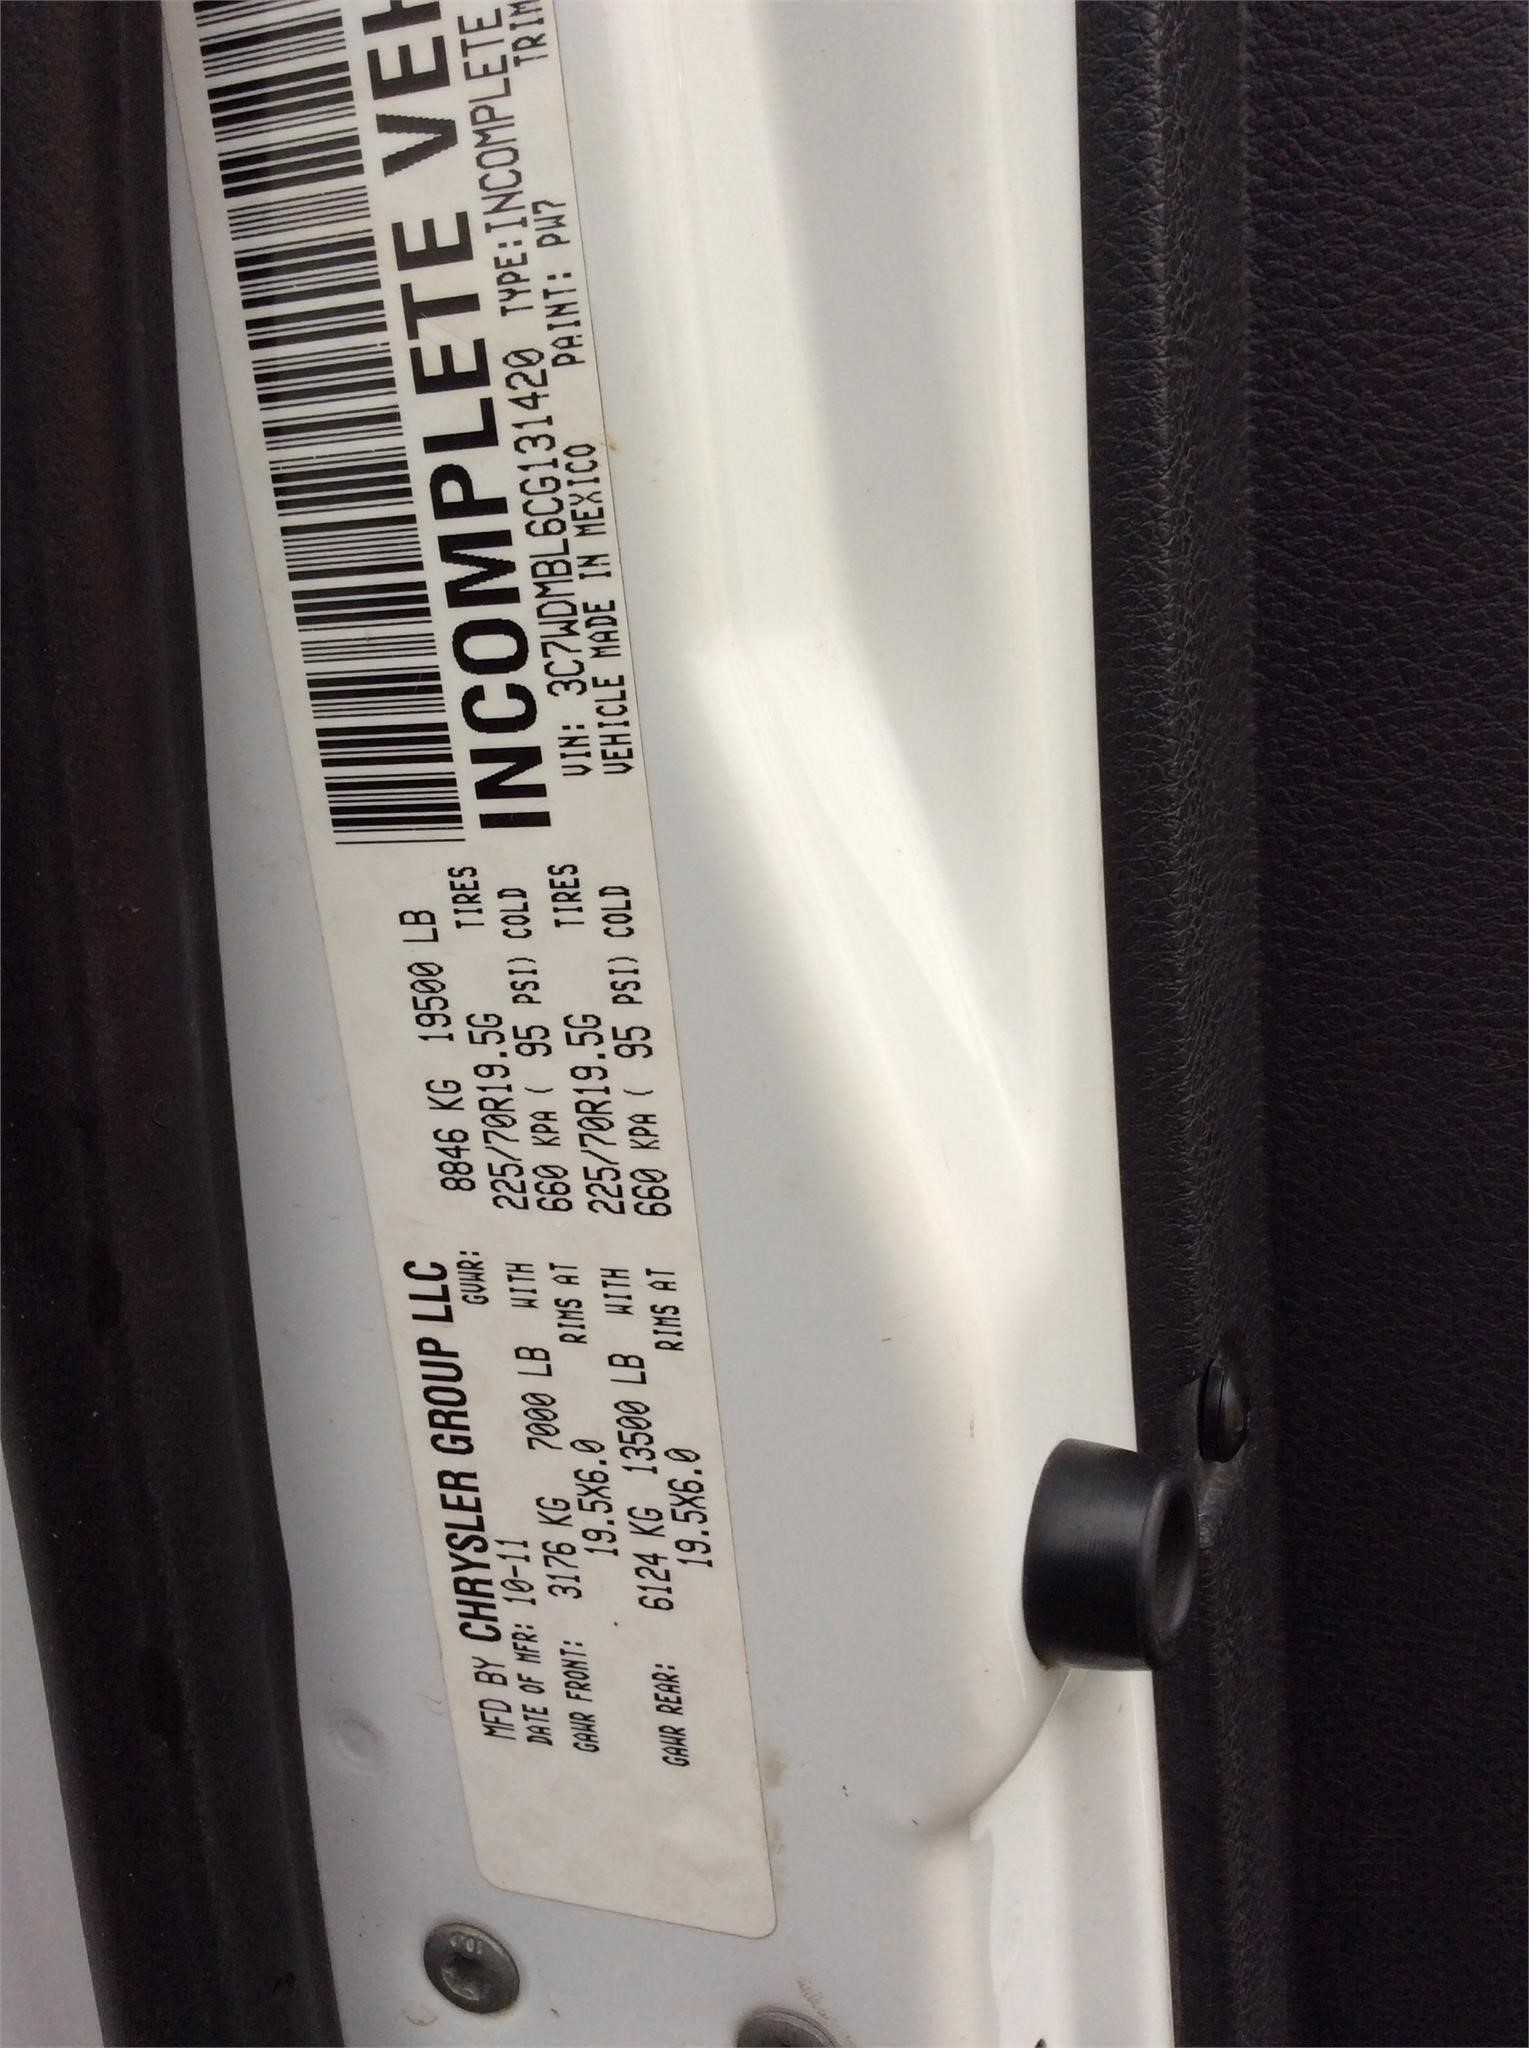 MFD BY CHRYSLER GROUP LLC
DATE OF MFR: 10-11 GVWR: 8846 KG 19500 LB
GAWR FRONT: 3176 KG 7000 LB WITH 225/70R19.5G TIRES
19.5X6.0 RIMS AT 660 KPA ( 95 PSI) COLD
GAWR REAR: 6124 KG 13500 LB WITH 225/70R19.5G TIRES
19.5X6.0 RIMS AT 660 KPA ( 95 PSI) COLD
INCOMPLETE VEH
VIN: 3C7WDMBL6CG131420 TYPE:INCOMPLETE
VEHICLE MADE IN MEXICO PAINT: PW7 TRIM